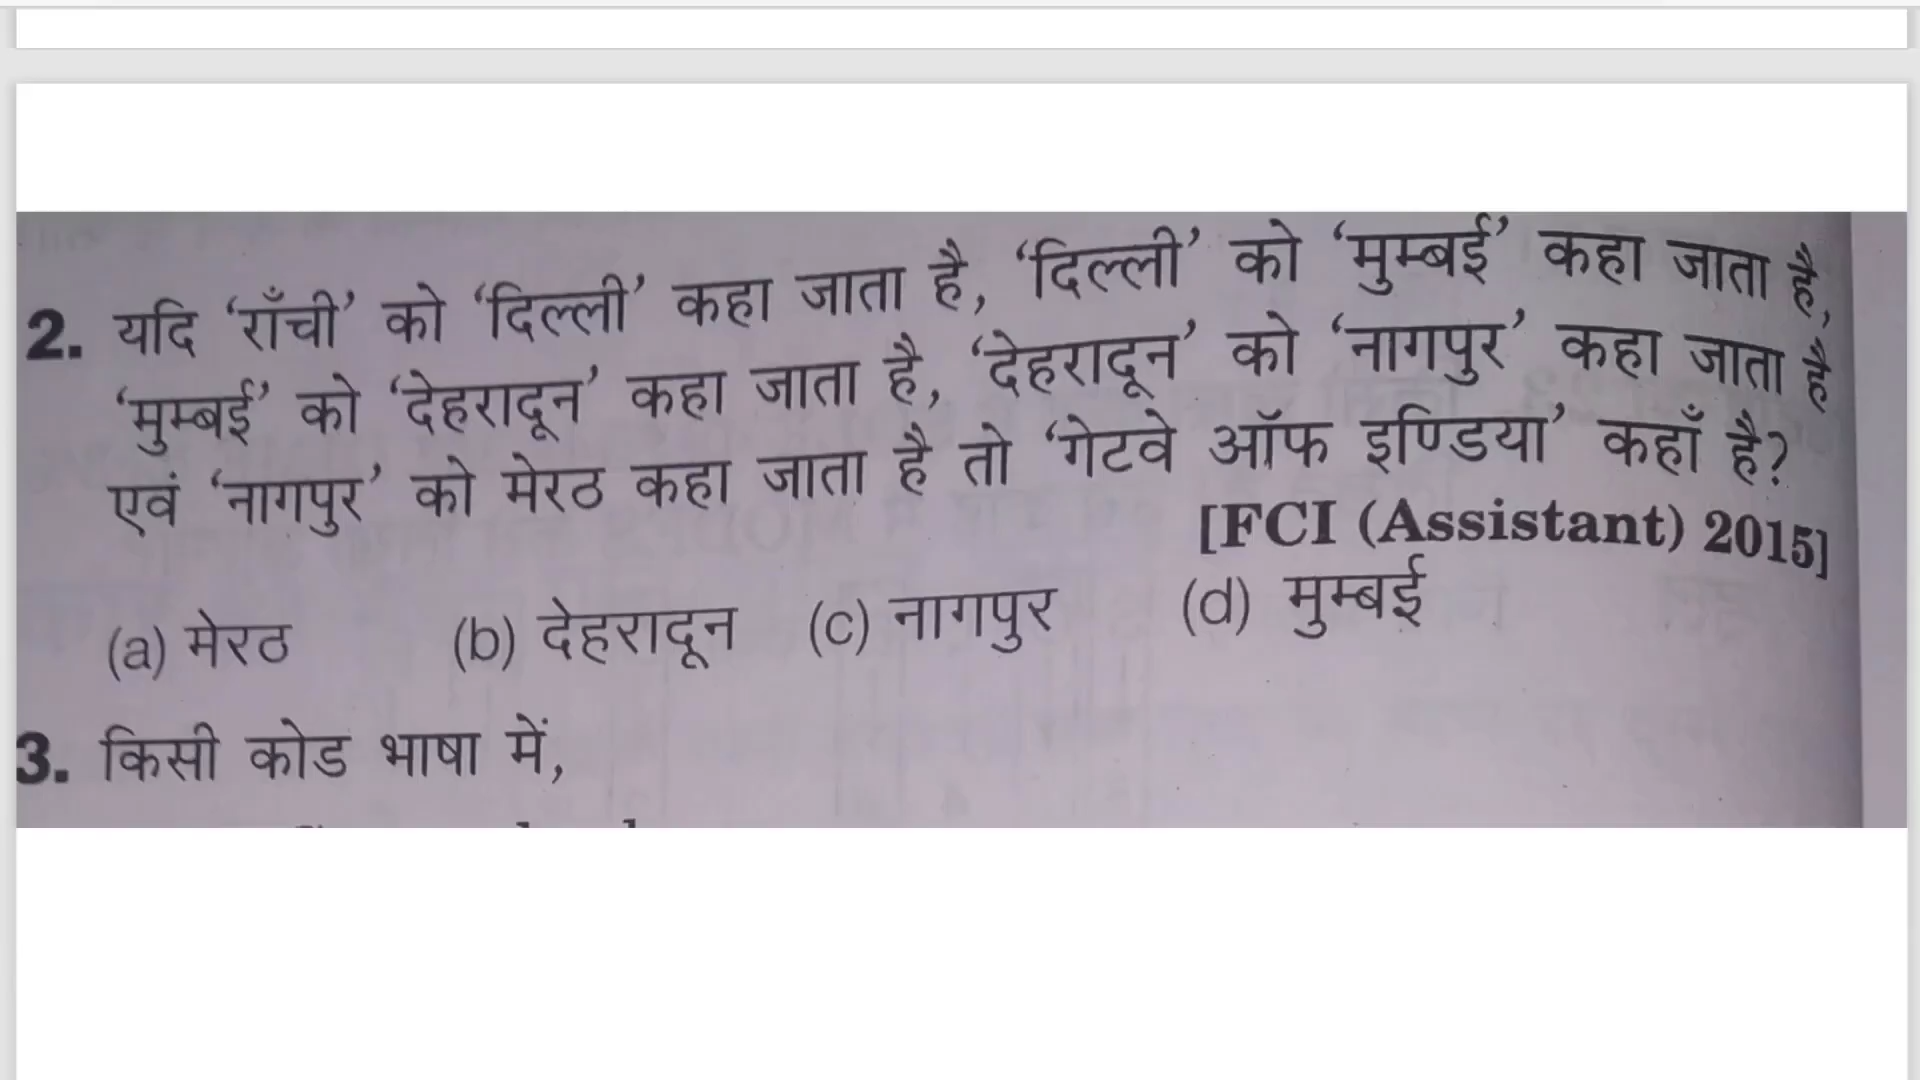 2. यदि ‘राँची’ को ‘दिल्ली’ कहा जाता है, ‘दिल्ली’ को ‘मुम्बई’ कहा जाता है,
‘मुम्बई’ को ‘देहरादून’ कहा जाता है, ‘देहरादून’ को ‘नागपुर’ कहा जाता है
एवं ‘नागपुर’ को मेरठ कहा जाता है तो ‘गेटवे ऑफ इण्डिया’ कहाँ है?
[FCI (Assistant) 2015]
(a) मेरठ (b) देहरादून (c) नागपुर (d) मुम्बई
3. किसी कोड भाषा में,